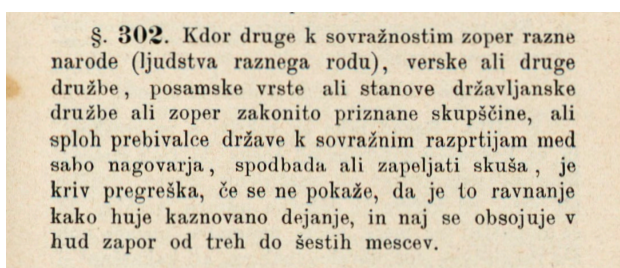 §. 302. Kdor druge k sovražnostim zoper razne
narode (ljudstva raznega rodu), verske ali druge
družbe, posamske vrste ali stanove državljanske
družbe ali zoper zakonito priznane skupščine, ali
sploh prebivalce države k sovražnim razprtijam med
sabo nagovarja, spodbada ali zapeljati skuša, je
kriv pregreška, če se ne pokaže, da je to ravnanje
kako huje kaznovano dejanje, in naj se obsojuje v
hud zapor od treh do šestih mescev.